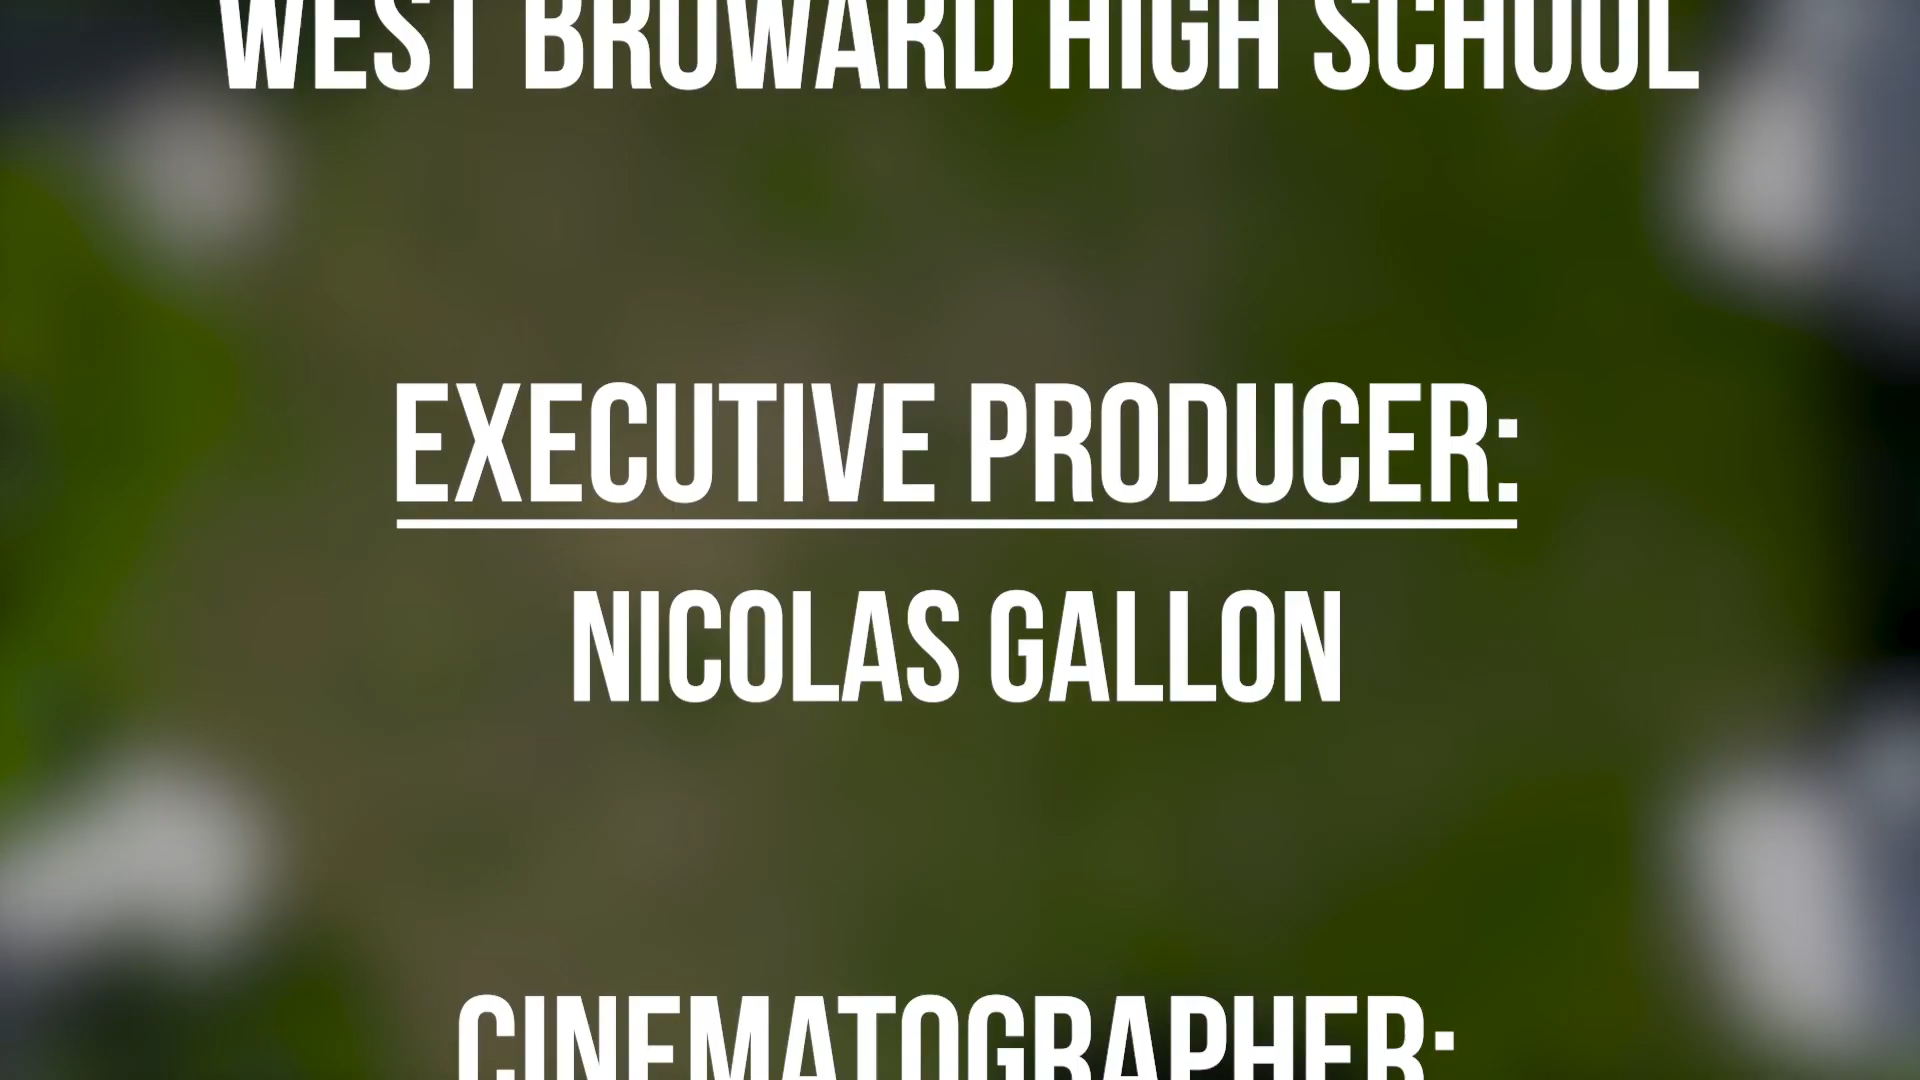 WEST BROWARD HIGH SCHOOL
EXECUTIVE PRODUCER:
NICOLAS GALLON
CINEMATOGRAPHER: